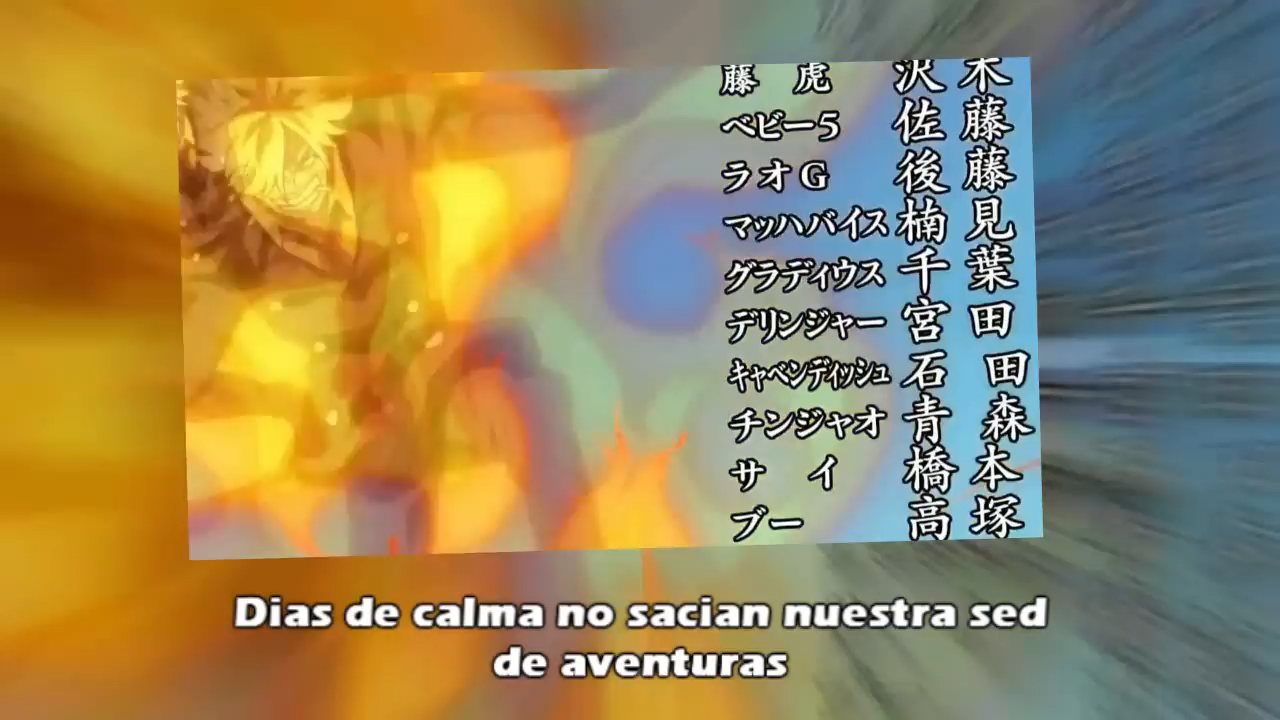 藤 虎 沢 木
ベビー5 佐 藤
ラオG 後 藤
マッハバイス 楠 見
グラディウス 千 葉
デリンジャー 宮 田
キャベンディッシュ 石 田
チンジャオ 青 森
サ イ 橋 本
ブー 高 塚
Dias de calma no sacian nuestra sed
de aventuras